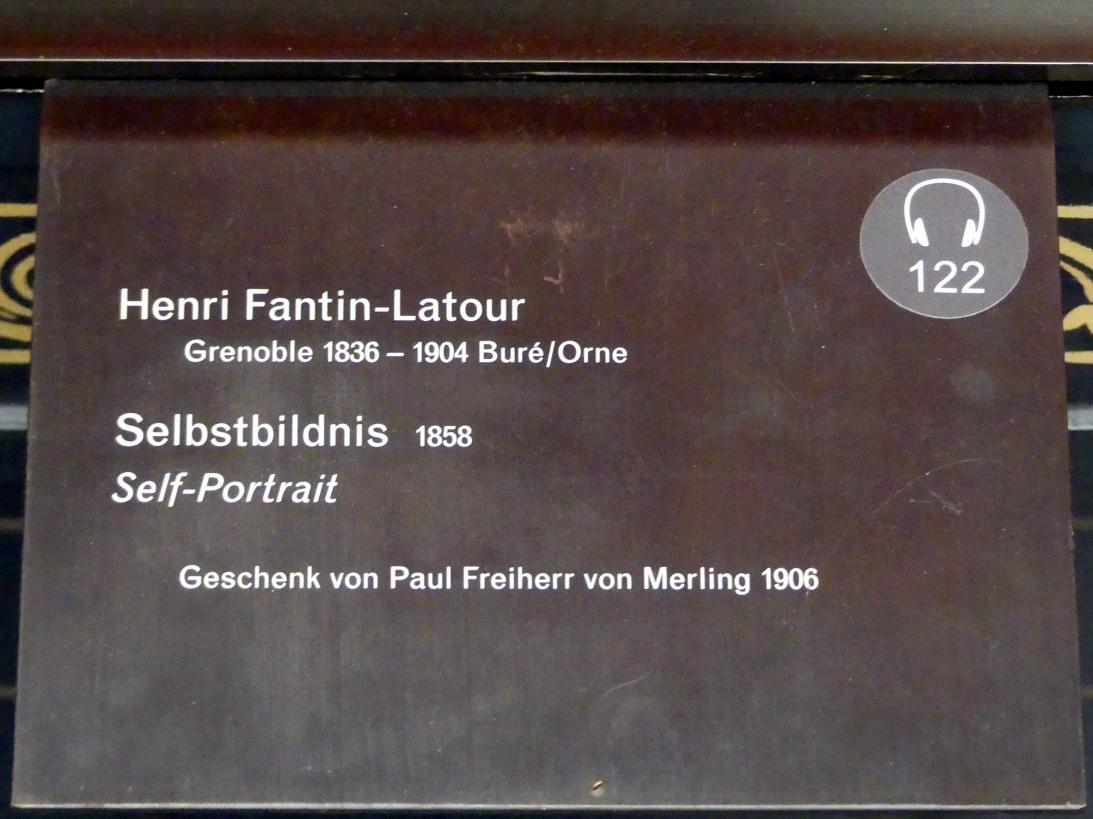 122
Henri Fantin-Latour
Grenoble 1836 – 1904 Buré/Orne
Selbstbildnis 1858
Self-Portrait
Geschenk von Paul Freiherr von Merling 1906